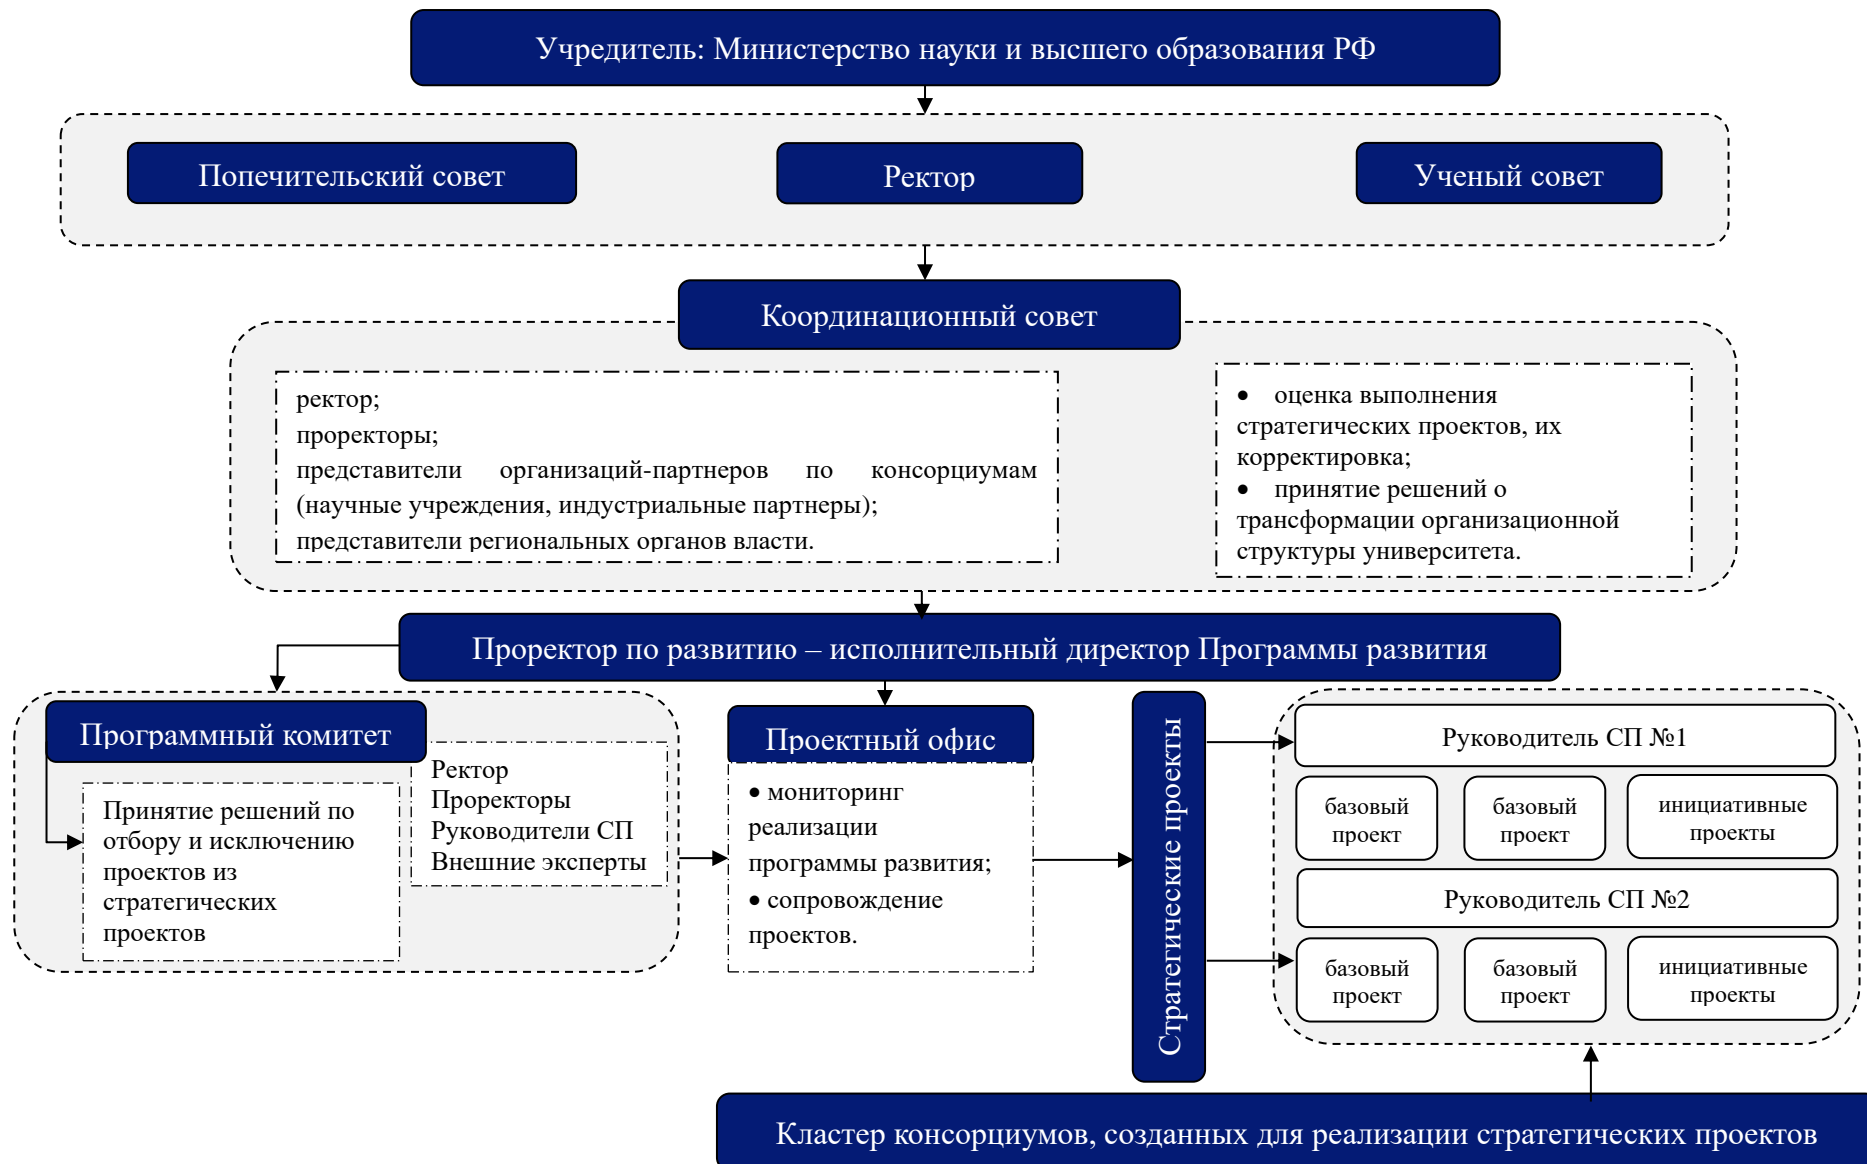 Учредитель: Министерство науки и высшего образования РФ
Попечительский совет
Ректор
Ученый совет
Координационный совет
ректор;
проректоры;
представители организаций-партнеров по консорциумам
(научные учреждения, индустриальные партнеры);
представители региональных органов власти.
• оценка выполнения
стратегических проектов, их
корректировка;
• принятие решений о
трансформации организационной
структуры университета.
Проректор по развитию – исполнительный директор Программы развития
Программный комитет
Принятие решений по
отбору и исключению
проектов из
стратегических
проектов
Ректор
Проректоры
Руководители СП
Внешние эксперты
Проектный офис
• мониторинг
реализации
программы развития;
• сопровождение
проектов.
Стратегические проекты
Руководитель СП №1
базовый
проект
базовый
проект
инициативные
проекты
Руководитель СП №2
базовый
проект
базовый
проект
инициативные
проекты
Кластер консорциумов, созданных для реализации стратегических проектов